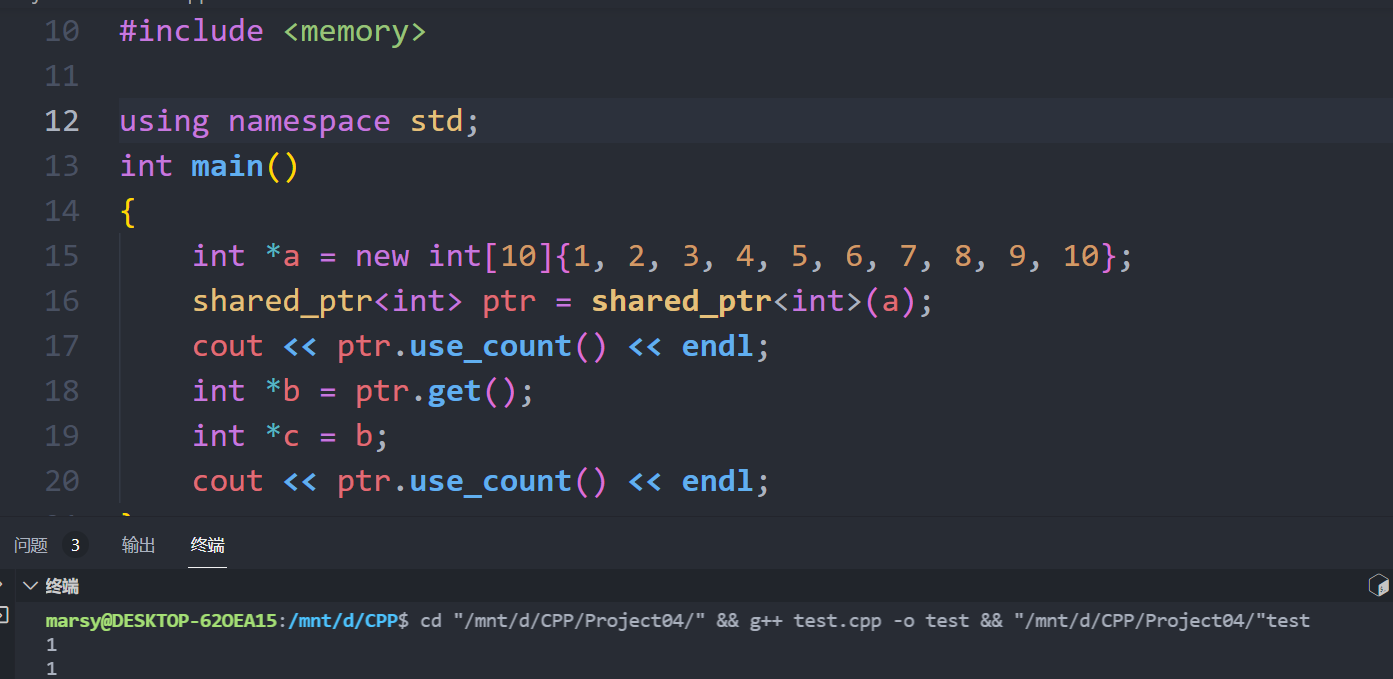 10 #include <memory>
11
12 using namespace std;
13 int main()
14 {
15     int *a = new int[10]{1, 2, 3, 4, 5, 6, 7, 8, 9, 10};
16     shared_ptr<int> ptr = shared_ptr<int>(a);
17     cout << ptr.use_count() << endl;
18     int *b = ptr.get();
19     int *c = b;
20     cout << ptr.use_count() << endl;
问题 3 输出 终端
终端
marsy@DESKTOP-62OEA15:/mnt/d/CPP$ cd "/mnt/d/CPP/Project04/" && g++ test.cpp -o test && "/mnt/d/CPP/Project04/"test
1
1